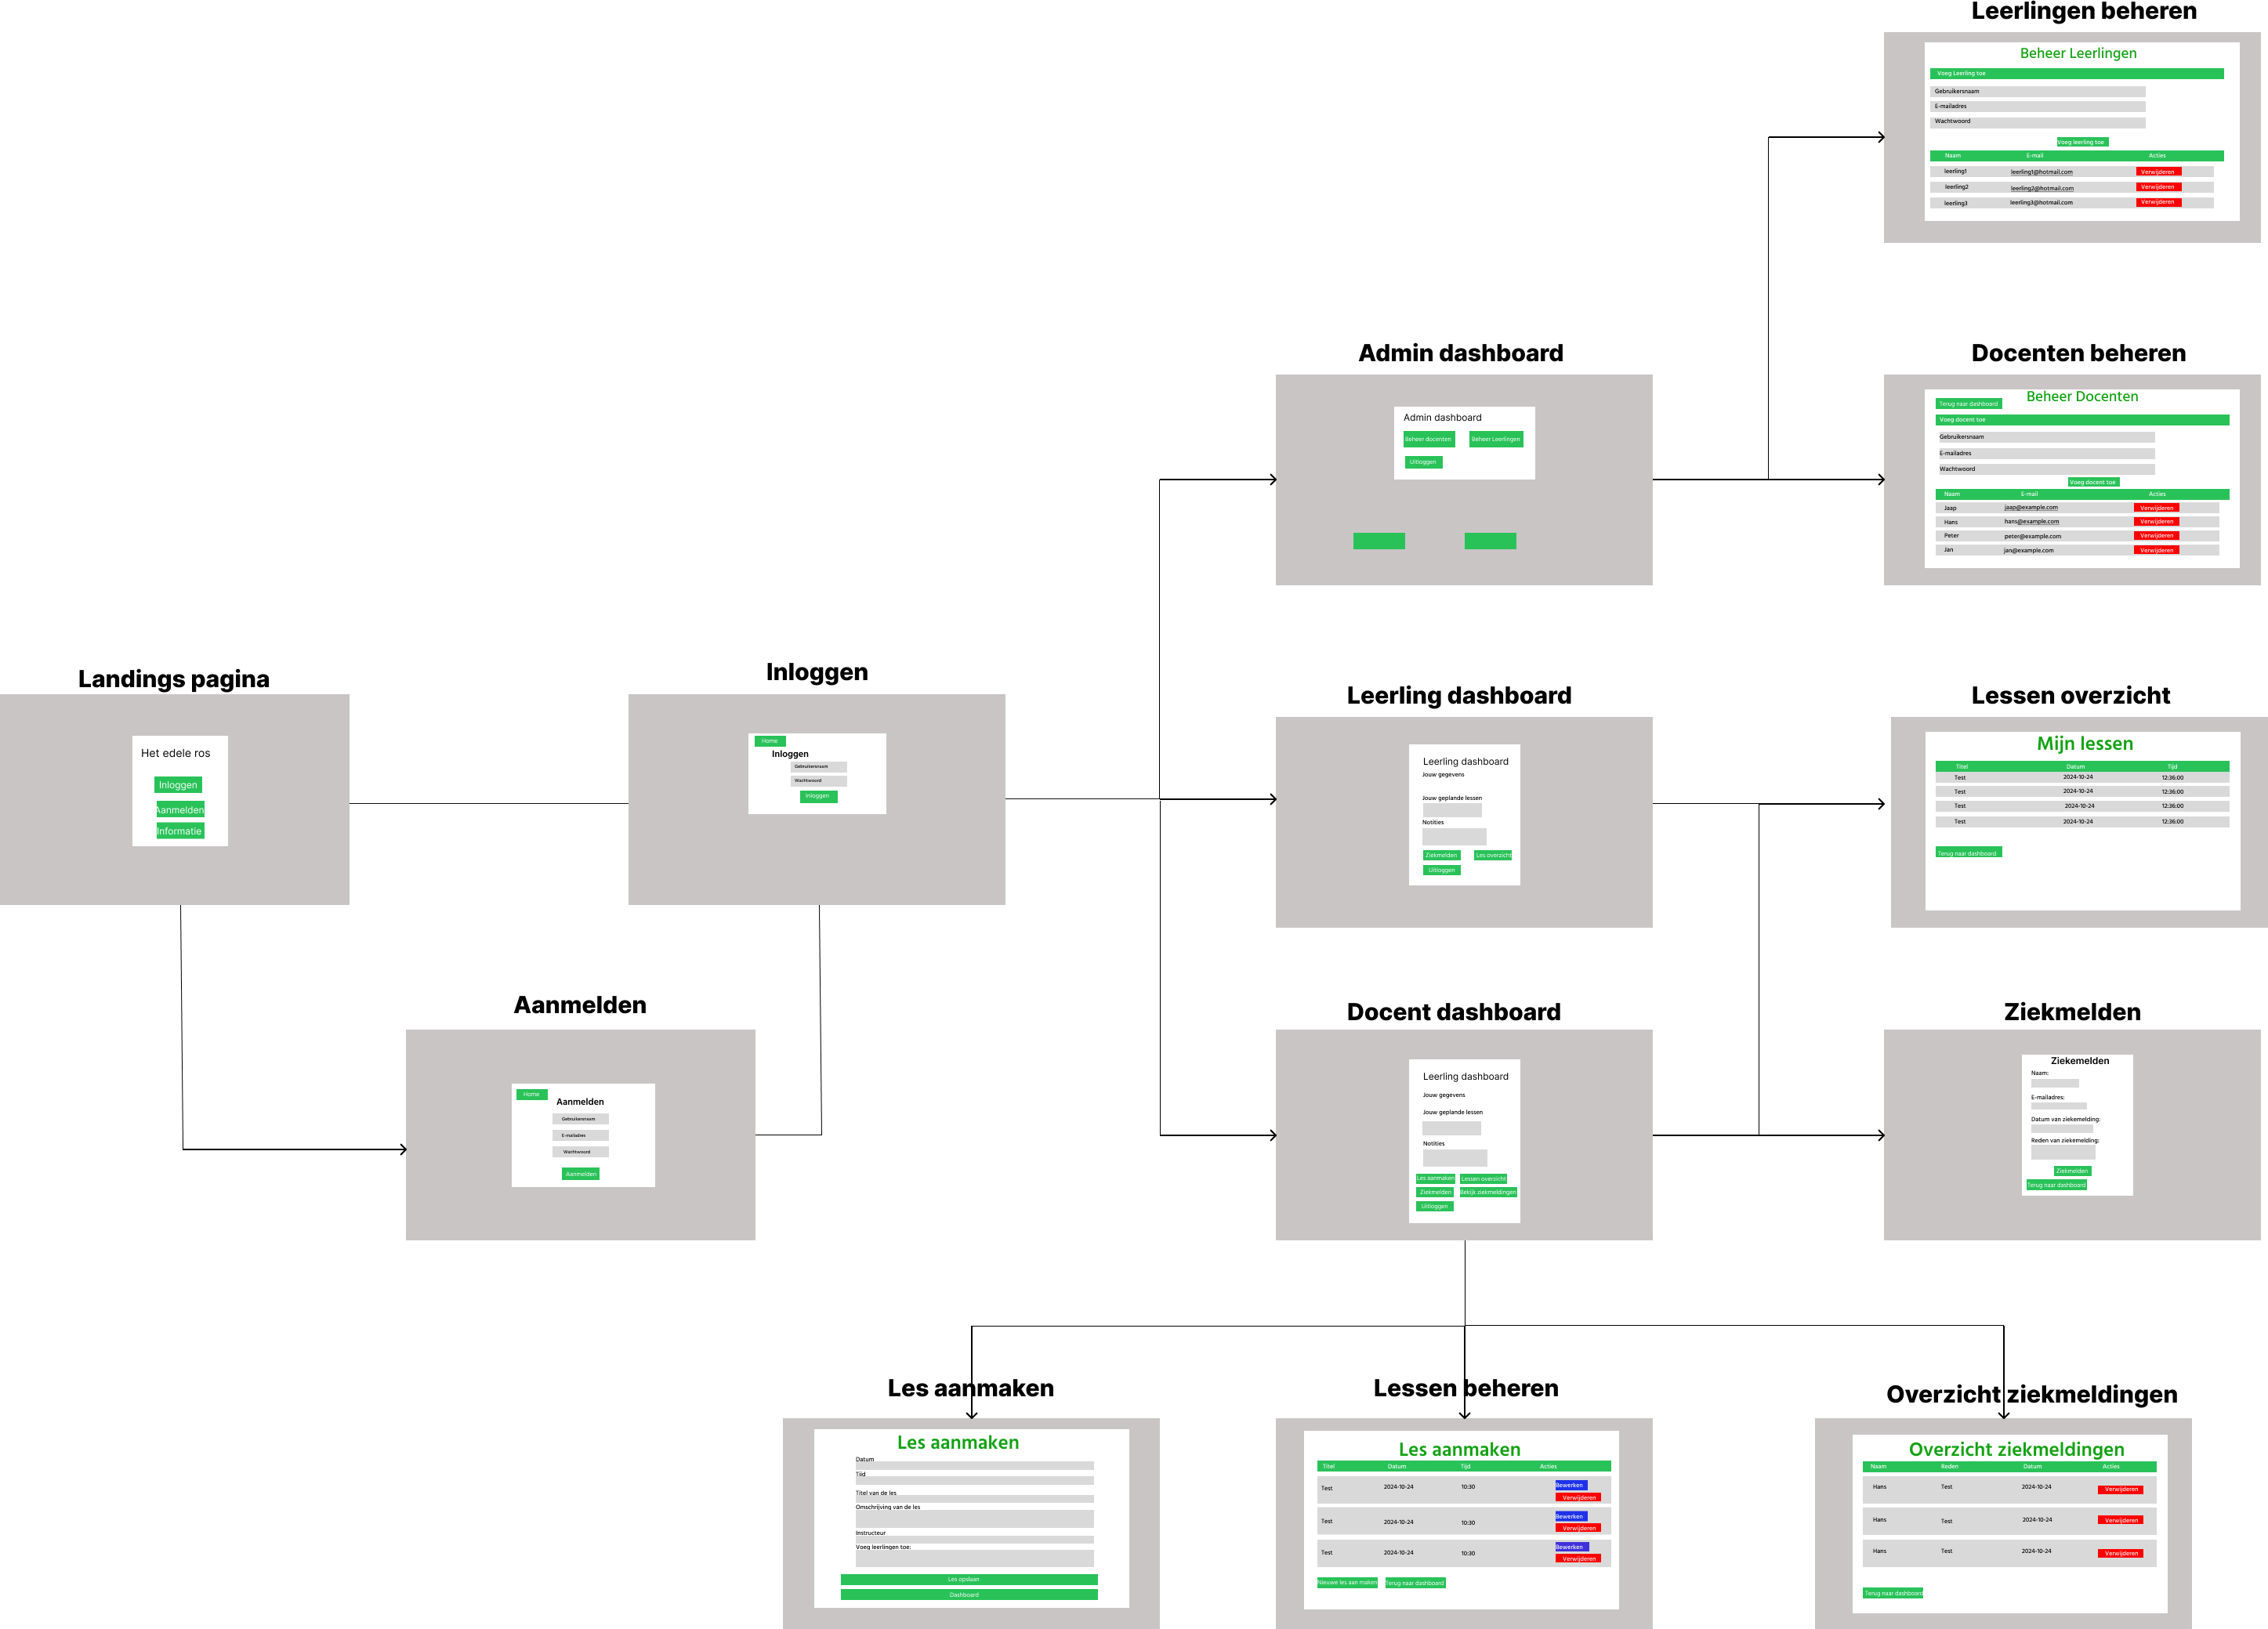 Leerlingen beheren
Beheer Leerlingen
Voeg Leerling toe
Gebruikersnaam
E-mailadres
Wachtwoord
Voeg leerling toe
Naam E-mail Acties
leerling1 leerling1@hotmail.com Verwijderen
leerling2 leerling2@hotmail.com Verwijderen
leerling3 leerling3@hotmail.com Verwijderen
Admin dashboard
Admin dashboard
Beheer docenten Beheer Leerlingen
Uitloggen
Docenten beheren
Terug naar dashboard
Beheer Docenten
Voeg docent toe
Gebruikersnaam
E-mailadres
Wachtwoord
Voeg docent toe
Naam E-mail Acties
Jaap jaap@example.com Verwijderen
Hans hans@example.com Verwijderen
Peter peter@example.com Verwijderen
Jan jan@example.com Verwijderen
Landings pagina
Het edele ros
Inloggen
Aanmelden
Informatie
Inloggen
Home
Inloggen
Gebruikersnaam
Wachtwoord
Inloggen
Leerling dashboard
Leerling dashboard
Jouw gegevens
Jouw geplande lessen
Notities
Ziekmelden Les overzicht
Uitloggen
Lessen overzicht
Mijn lessen
Titel Datum Tijd
Test 2024-10-24 12:36:00
Test 2024-10-24 12:36:00
Test 2024-10-24 12:36:00
Test 2024-10-24 12:36:00
Terug naar dashboard
Aanmelden
Home
Aanmelden
Gebruikersnaam
E-mailadres
Wachtwoord
Aanmelden
Docent dashboard
Leerling dashboard
Jouw gegevens
Jouw geplande lessen
Notities
Les aanmaken Lessen overzicht
Ziekmelden Bekijk ziekmeldingen
Uitloggen
Ziekmelden
Ziekemelden
Naam:
E-mailadres:
Datum van ziekemelding:
Reden van ziekemelding:
Ziekmelden
Terug naar dashboard
Les aanmaken
Les aanmaken
Datum
Tijd
Titel van de les
Omschrijving van de les
Instructeur
Voeg leerlingen toe:
Les opslaan
Dashboard
Lessen beheren
Les aanmaken
Titel Datum Tijd Acties
Test 2024-10-24 10:30 Bewerken
Verwijderen
Test 2024-10-24 10:30 Bewerken
Verwijderen
Test 2024-10-24 10:30 Bewerken
Verwijderen
Nieuwe les aan maken Terug naar dashboard
Overzicht ziekmeldingen
Overzicht ziekmeldingen
Naam Reden Datum Acties
Hans Test 2024-10-24 Verwijderen
Hans Test 2024-10-24 Verwijderen
Hans Test 2024-10-24 Verwijderen
Terug naar dashboard